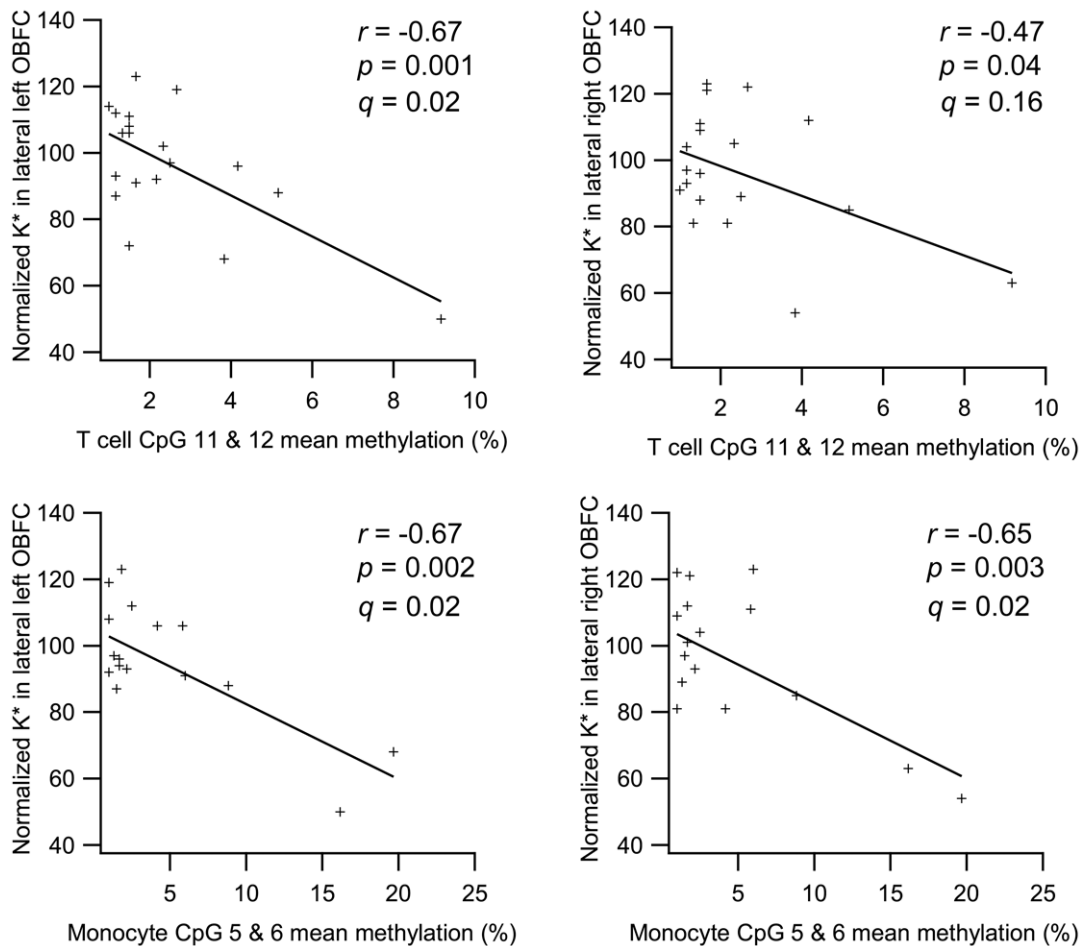 Normalized K* in lateral left OBFC
140
120
100
80
60
40
r = -0.67
p = 0.001
q = 0.02
2 4 6 8 10
T cell CpG 11 & 12 mean methylation (%)
Normalized K* in lateral right OBFC
140
120
100
80
60
40
r = -0.47
p = 0.04
q = 0.16
2 4 6 8 10
T cell CpG 11 & 12 mean methylation (%)
Normalized K* in lateral left OBFC
140
120
100
80
60
40
r = -0.67
p = 0.002
q = 0.02
5 10 15 20 25
Monocyte CpG 5 & 6 mean methylation (%)
Normalized K* in lateral right OBFC
140
120
100
80
60
40
r = -0.65
p = 0.003
q = 0.02
5 10 15 20 25
Monocyte CpG 5 & 6 mean methylation (%)